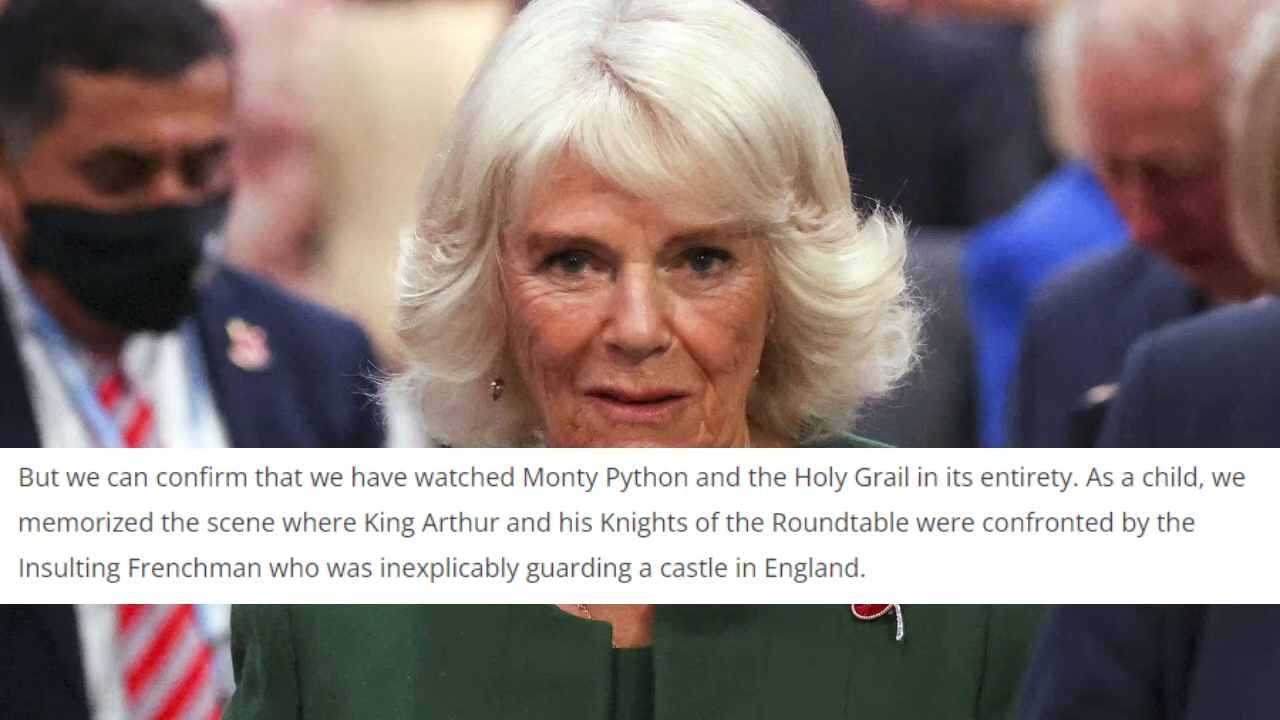 But we can confirm that we have watched Monty Python and the Holy Grail in its entirety. As a child, we
memorized the scene where King Arthur and his Knights of the Roundtable were confronted by the
Insulting Frenchman who was inexplicably guarding a castle in England.